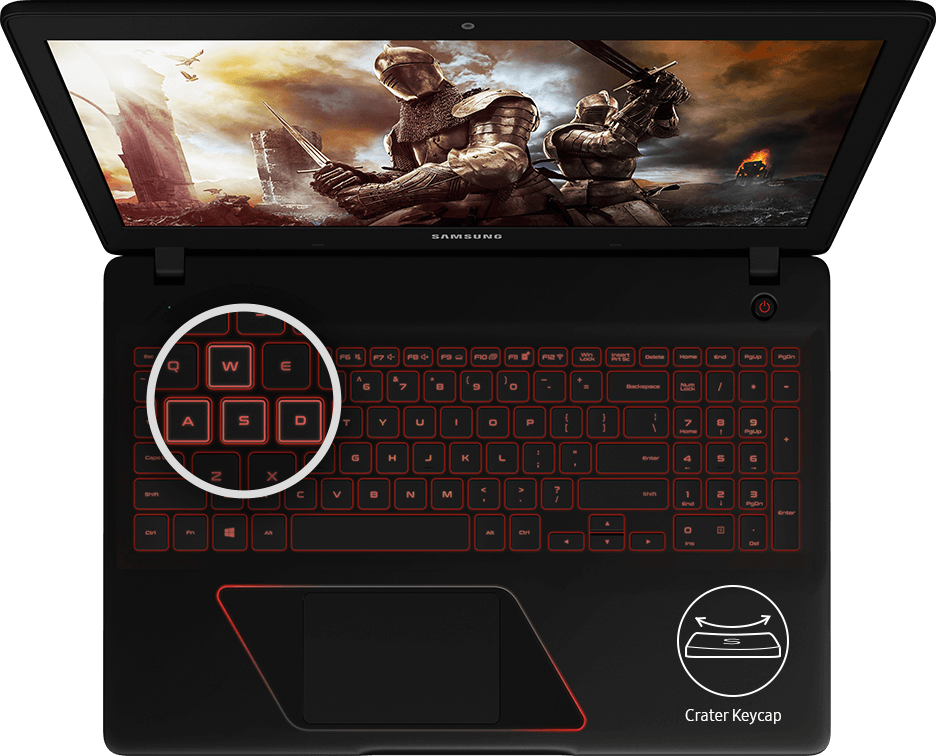 SAMSUNG
Esc F6 F7 F8 F9 F10 F11 F12 Win Lock Insert Prt Sc Delete Home End PgUp PgDn
^ 6 & 7 * 8 ( 9 ) 0 - + = Backspace Num Lock / * -
Q W E
T Y U I O P { [ } ] | \ 7 Home 8 ↑ 9 PgUp +
A S D
Caps G H J K L : ; " ' Enter 4 ← 5 6 →
Z X
Shift C V B N M < , > . ? / Shift 1 End 2 ↓ 3 PgDn Enter
Ctrl Fn Alt Alt Ctrl ◄ ▲ ▼ ► 0 Ins . Del
S
Crater Keycap